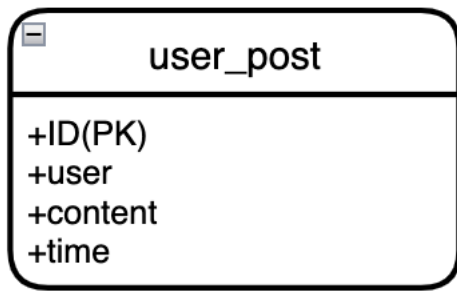 user_post
+ID(PK)
+user
+content
+time